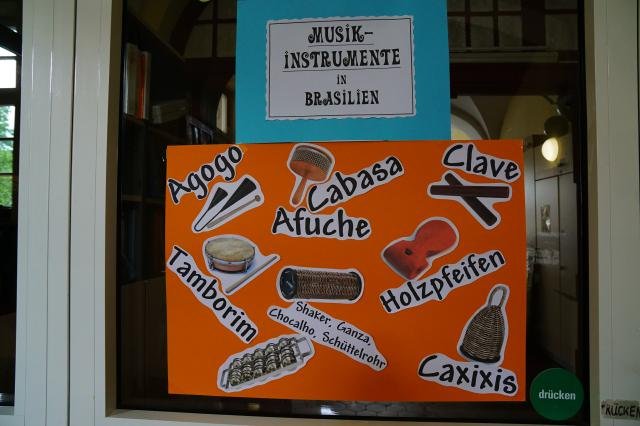 MUSIK-
INSTRUMENTE
IN
BRASILIEN
Agogo
Cabasa
Afuche
Clave
Tamborim
Shaker, Ganza,
Chocalho, Schüttelrohr
Holzpfeifen
Caxixis
drücken
RÜCKEN